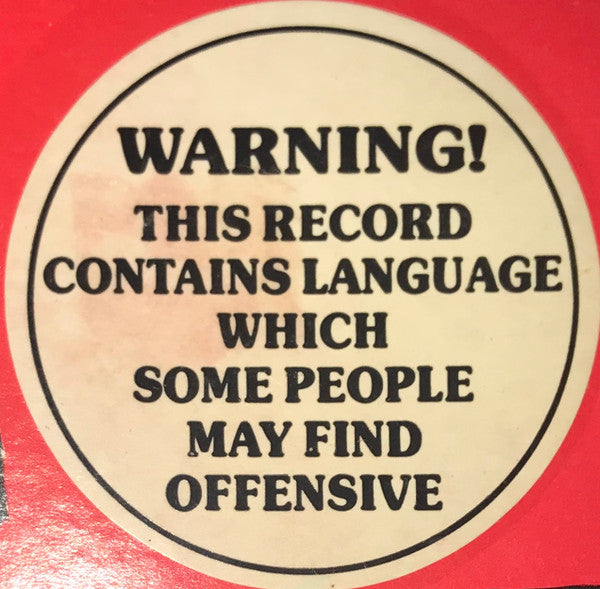 WARNING!
THIS RECORD
CONTAINS LANGUAGE
WHICH
SOME PEOPLE
MAY FIND
OFFENSIVE